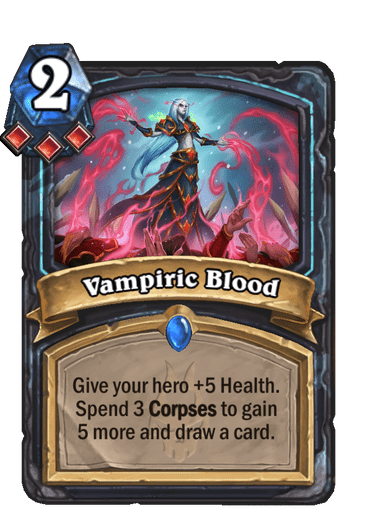 2
Vampiric Blood
Give your hero +5 Health.
Spend 3 Corpses to gain
5 more and draw a card.